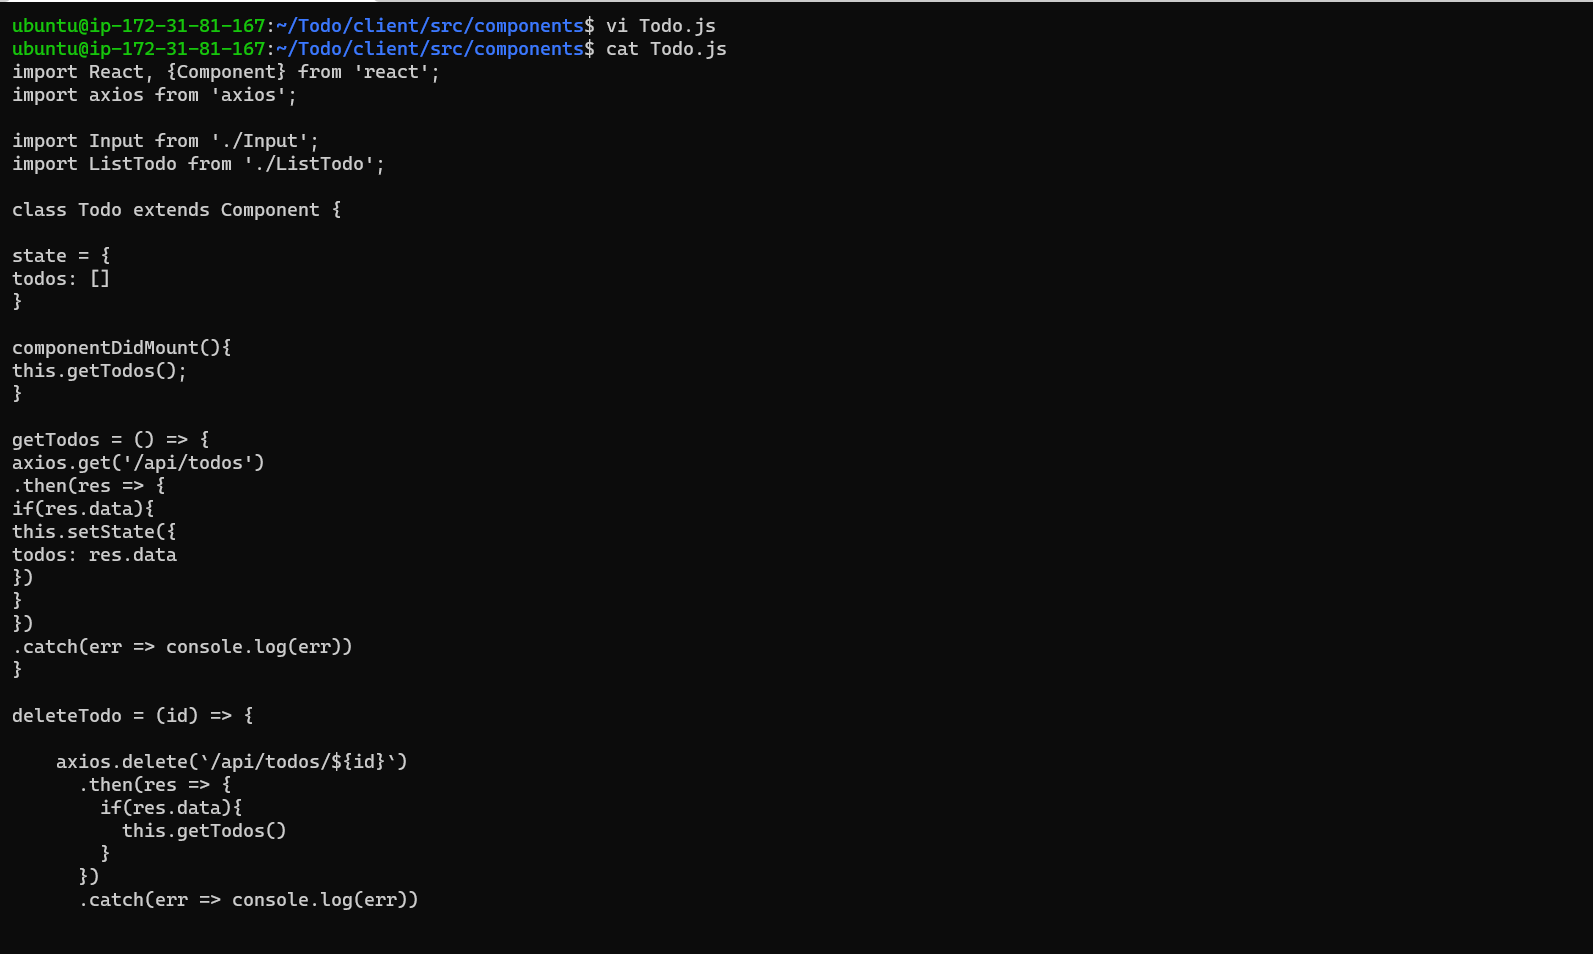 ubuntu@ip-172-31-81-167:~/Todo/client/src/components$ vi Todo.js
ubuntu@ip-172-31-81-167:~/Todo/client/src/components$ cat Todo.js
import React, {Component} from 'react';
import axios from 'axios';

import Input from './Input';
import ListTodo from './ListTodo';

class Todo extends Component {

state = {
todos: []
}

componentDidMount(){
this.getTodos();
}

getTodos = () => {
axios.get('/api/todos')
.then(res => {
if(res.data){
this.setState({
todos: res.data
})
}
})
.catch(err => console.log(err))
}

deleteTodo = (id) => {

    axios.delete(`/api/todos/${id}`)
      .then(res => {
        if(res.data){
          this.getTodos()
        }
      })
      .catch(err => console.log(err))